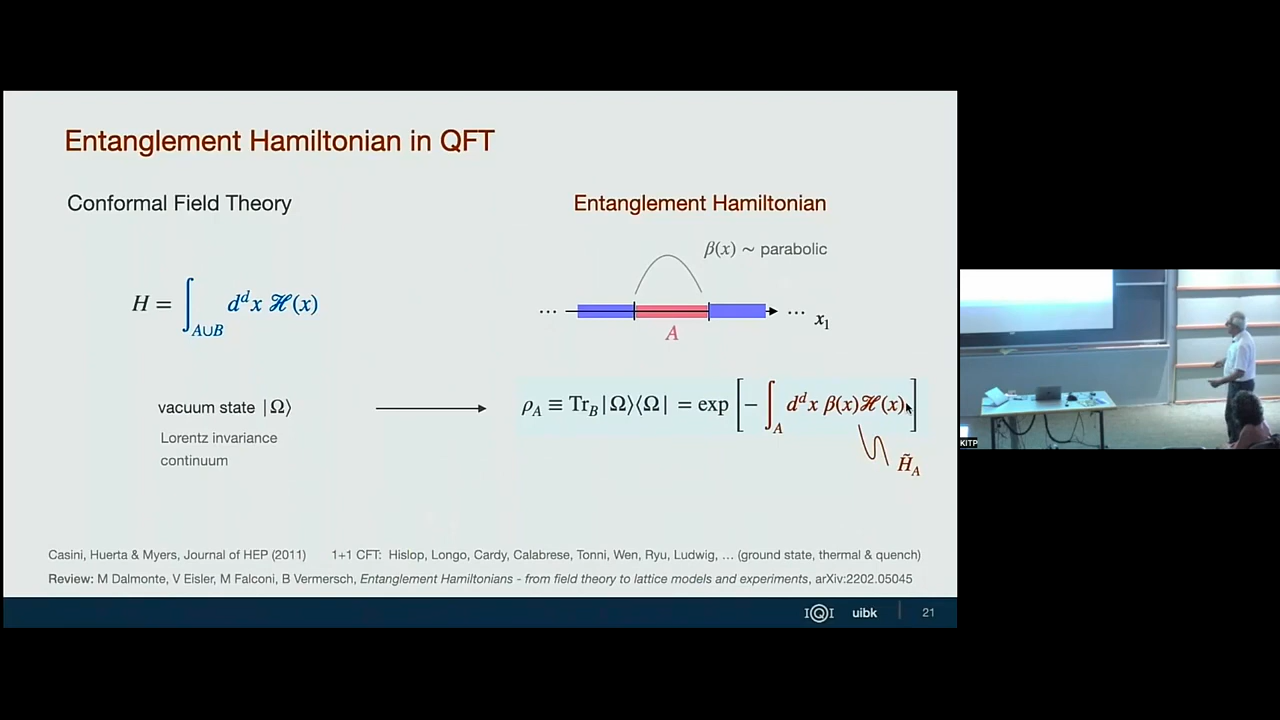 Entanglement Hamiltonian in QFT
Conformal Field Theory
Entanglement Hamiltonian
β(x) ~ parabolic
H = ∫_{A∪B} d^d x ℋ(x)
⋯ ⋯ x₁
A
vacuum state |Ω⟩
ρ_A ≡ Tr_B|Ω⟩⟨Ω| = exp [− ∫_A d^d x β(x)ℋ(x)]
Lorentz invariance
continuum
H̃_A
Casini, Huerta & Myers, Journal of HEP (2011) 1+1 CFT: Hislop, Longo, Cardy, Calabrese, Tonni, Wen, Ryu, Ludwig, … (ground state, thermal & quench)
Review: M Dalmonte, V Eisler, M Falconi, B Vermersch, Entanglement Hamiltonians - from field theory to lattice models and experiments, arXiv:2202.05045
IQI uibk 21
KITP